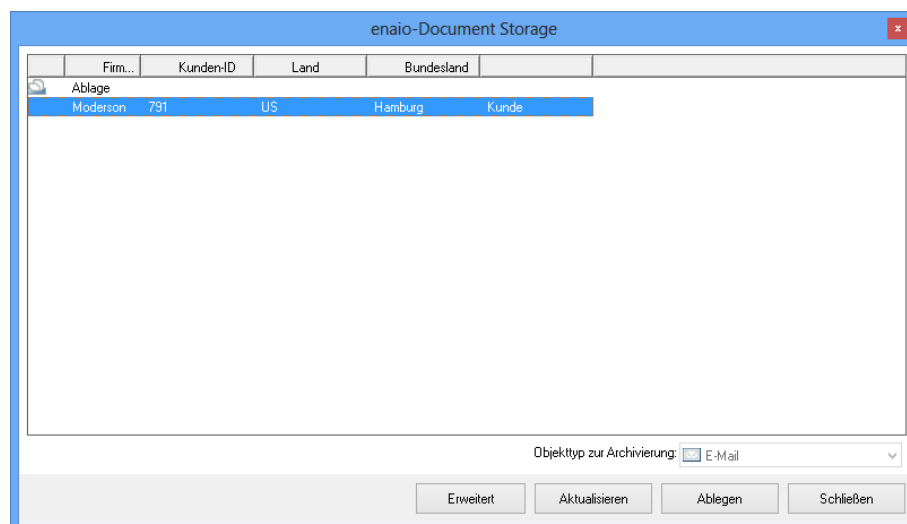 enaio-Document Storage
x
Firm... Kunden-ID Land Bundesland
Ablage
Moderson 791 US Hamburg Kunde
Objekttyp zur Archivierung: E-Mail
Erweitert Aktualisieren Ablegen Schließen